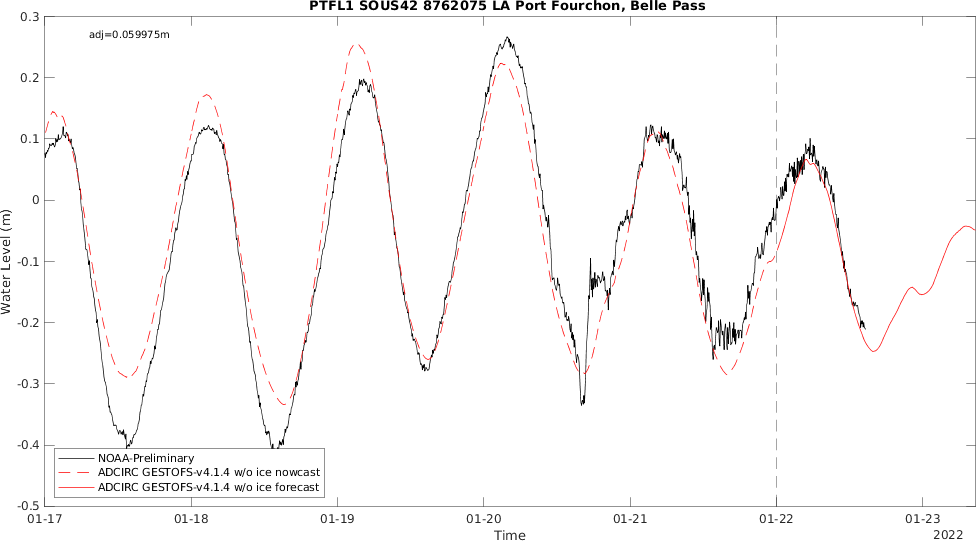 PTFL1 SOUS42 8762075 LA Port Fourchon, Belle Pass
adj=0.059975m
0.3
0.2
0.1
0
-0.1
-0.2
-0.3
-0.4
-0.5
Water Level (m)
NOAA-Preliminary
ADCIRC GESTOFS-v4.1.4 w/o ice nowcast
ADCIRC GESTOFS-v4.1.4 w/o ice forecast
01-17 01-18 01-19 01-20 01-21 01-22 01-23
Time
2022